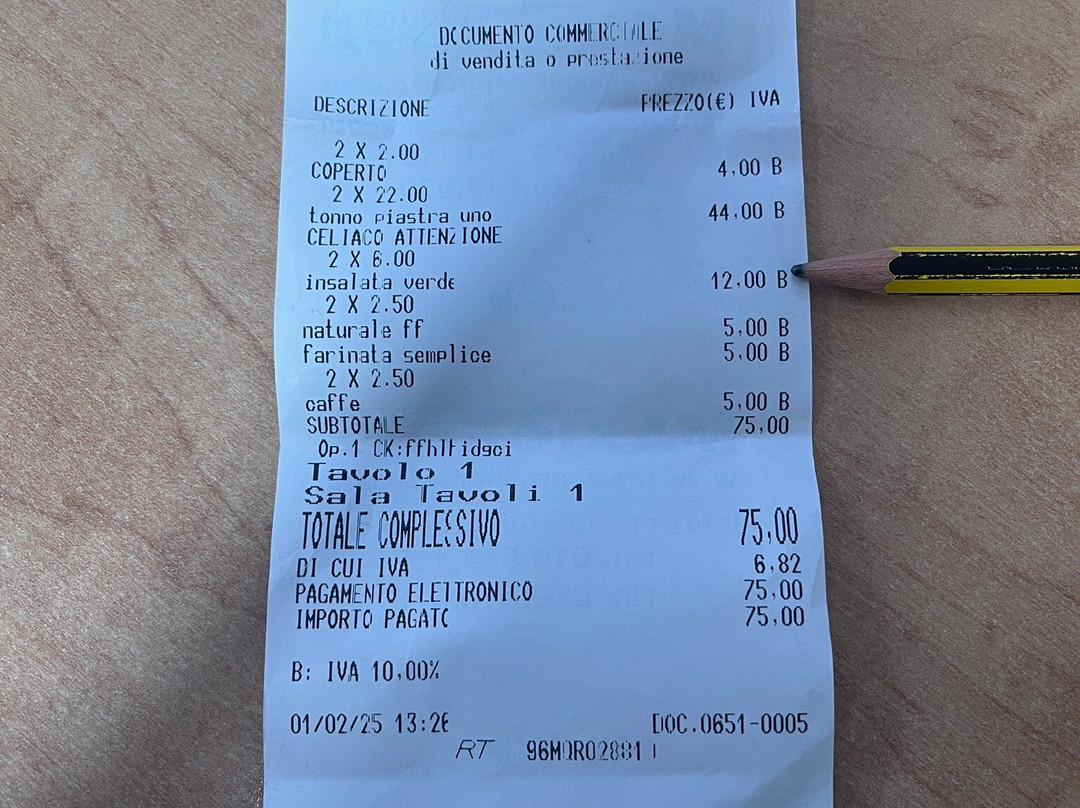 DOCUMENTO COMMERCIALE
di vendita o prestazione
DESCRIZIONE PREZZO(€) IVA
2 X 2.00
COPERTO 4,00 B
2 X 22.00
tonno piastra uno 44,00 B
CELIACO ATTENZIONE
2 X 6.00
insalata verde 12,00 B
2 X 2.50
naturale ff 5,00 B
farinata semplice 5,00 B
2 X 2.50
caffe 5,00 B
SUBTOTALE 75,00
Op.1 CK:ffhltidgci
Tavolo 1
Sala Tavoli 1
TOTALE COMPLESSIVO 75,00
DI CUI IVA 6,82
PAGAMENTO ELETTRONICO 75,00
IMPORTO PAGATO 75,00
B: IVA 10,00%
01/02/25 13:26 DOC.0651-0005
RT